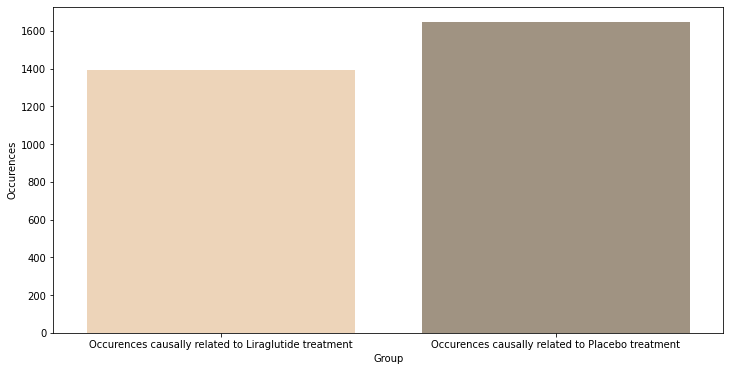 1600
1400
1200
1000
800
600
400
200
0
Occurences
Occurences causally related to Liraglutide treatment
Occurences causally related to Placebo treatment
Group